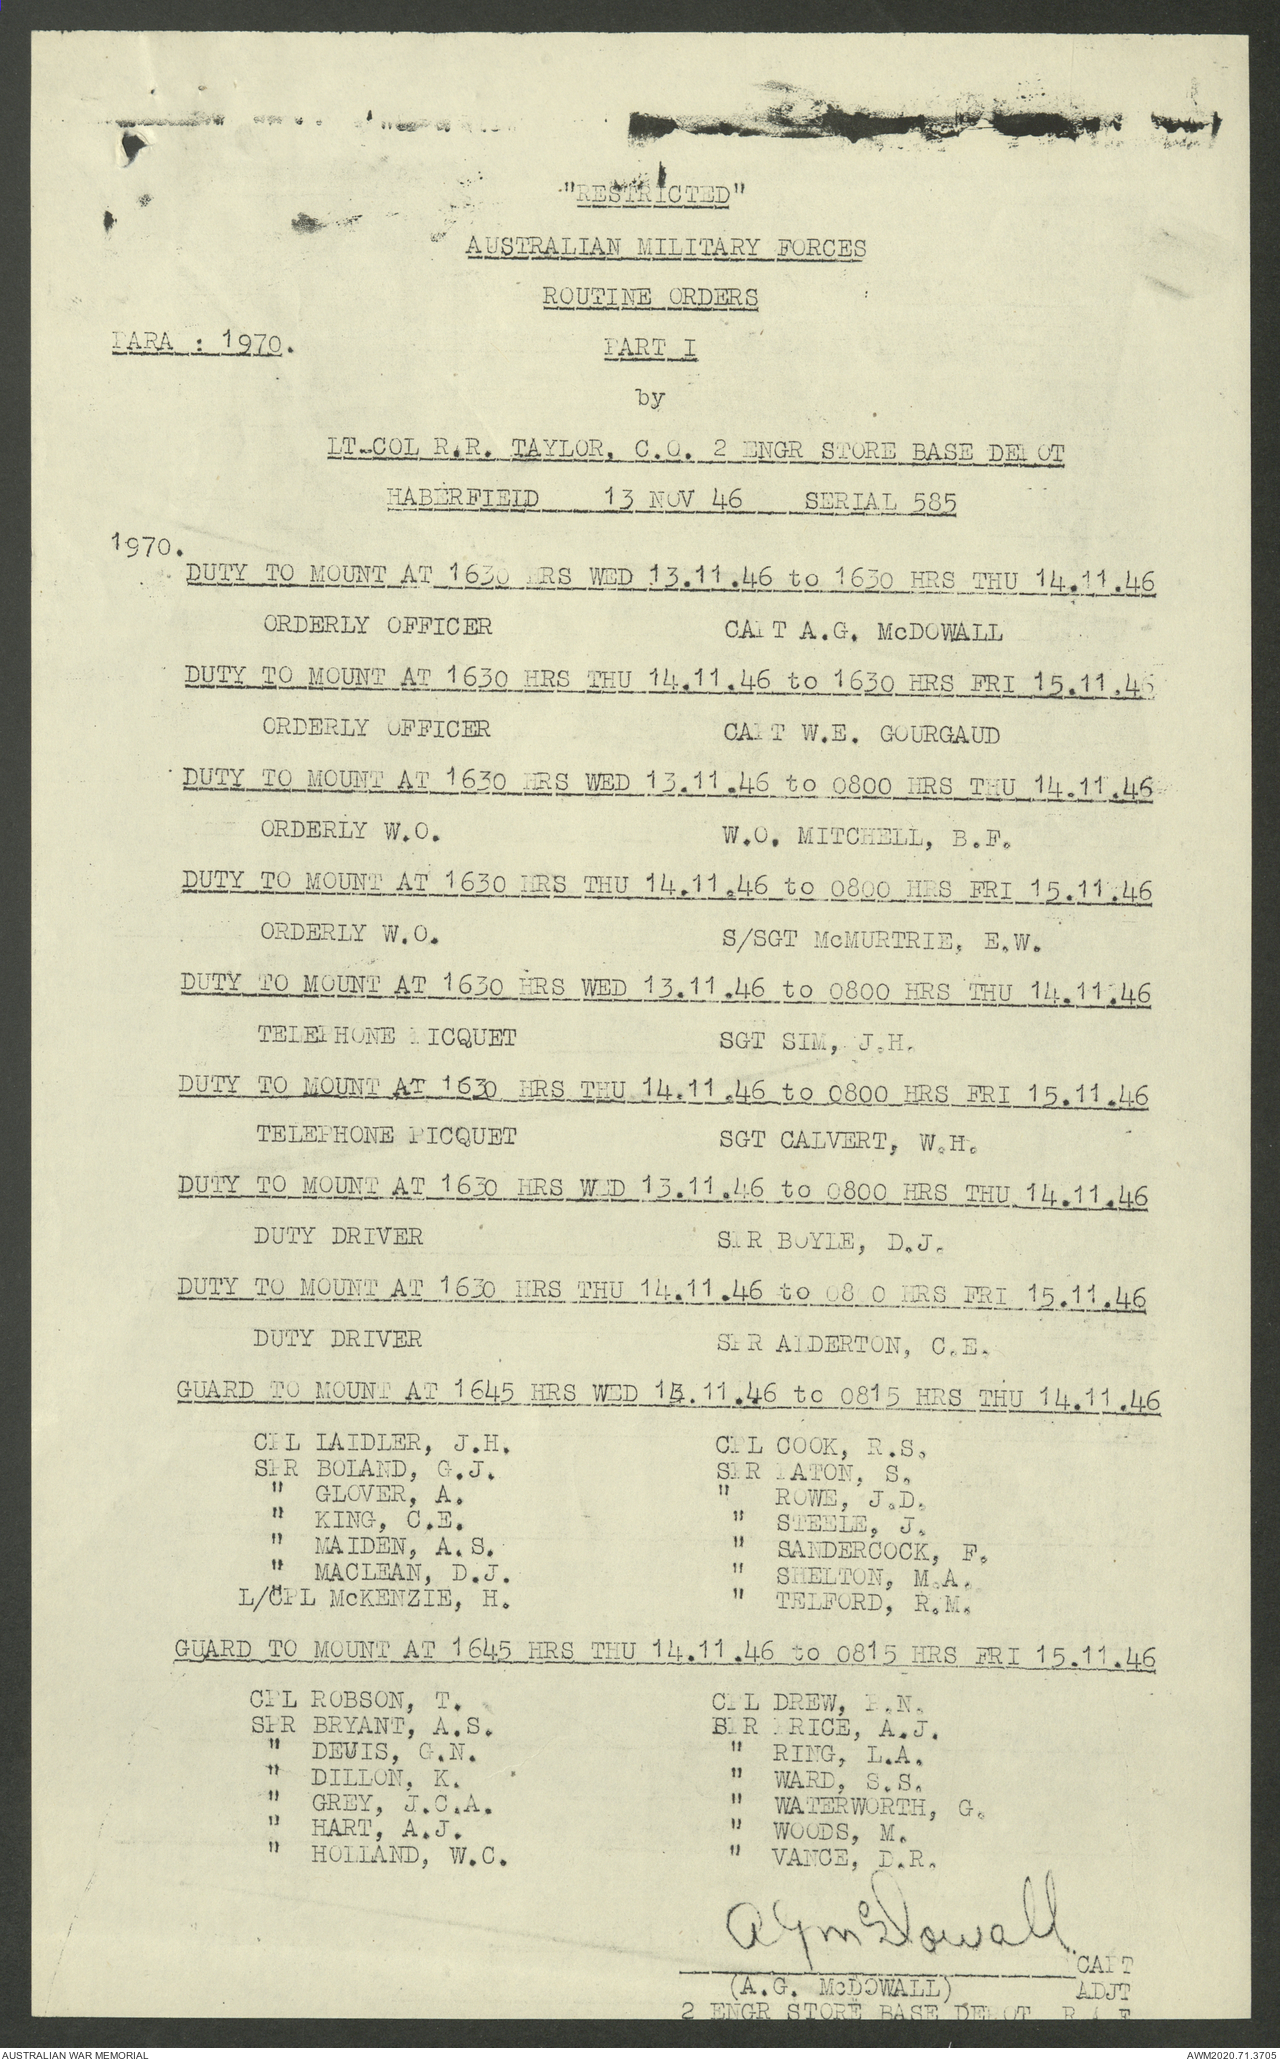 "RESTRICTED"
AUSTRALIAN MILITARY FORCES
ROUTINE ORDERS
PARA : 1970. PART I
by
LT-COL R.R. TAYLOR, C.O. 2 ENGR STORE BASE DEPOT
HABERFIELD 13 NOV 46 SERIAL 585
1970.
DUTY TO MOUNT AT 1630 HRS WED 13.11.46 to 1630 HRS THU 14.11.46
ORDERLY OFFICER CAPT A.G. McDOWALL
DUTY TO MOUNT AT 1630 HRS THU 14.11.46 to 1630 HRS FRI 15.11.46
ORDERLY OFFICER CAPT W.E. GOURGAUD
DUTY TO MOUNT AT 1630 HRS WED 13.11.46 to 0800 HRS THU 14.11.46
ORDERLY W.O. W.O. MITCHELL, B.F.
DUTY TO MOUNT AT 1630 HRS THU 14.11.46 to 0800 HRS FRI 15.11.46
ORDERLY W.O. S/SGT McMURTRIE, E.W.
DUTY TO MOUNT AT 1630 HRS WED 13.11.46 to 0800 HRS THU 14.11.46
TELEPHONE PICQUET SGT SIM, J.H.
DUTY TO MOUNT AT 1630 HRS THU 14.11.46 to 0800 HRS FRI 15.11.46
TELEPHONE PICQUET SGT CALVERT, W.H.
DUTY TO MOUNT AT 1630 HRS WED 13.11.46 to 0800 HRS THU 14.11.46
DUTY DRIVER SPR BOYLE, D.J.
DUTY TO MOUNT AT 1630 HRS THU 14.11.46 to 0800 HRS FRI 15.11.46
DUTY DRIVER SPR ALDERTON, C.E.
GUARD TO MOUNT AT 1645 HRS WED 13.11.46 to 0815 HRS THU 14.11.46
CPL LAIDLER, J.H. CPL COOK, R.S.
SPR BOLAND, G.J. SPR PATON, S.
" GLOVER, A. " ROWE, J.D.
" KING, C.E. " STEELE, J.
" MAIDEN, A.S. " SANDERCOCK, F.
" MACLEAN, D.J. " SHELTON, M.A.
L/CPL McKENZIE, H. " TELFORD, R.M.
GUARD TO MOUNT AT 1645 HRS THU 14.11.46 to 0815 HRS FRI 15.11.46
CPL ROBSON, T. CPL DREW, N.
SPR BRYANT, A.S. SPR PRICE, A.J.
" DEWIS, G.N. " RING, L.A.
" DILLON, K. " WARD, S.S.
" GREY, J.C.A. " WATERWORTH, G.
" HART, A.J. " WOODS, M.
" HOLLAND, W.C. " VANCE, D.R.
AGMcDowall
CAPT
(A.G. McDOWALL) ADJT
2 ENGR STORE BASE DEPOT R.A.E
AUSTRALIAN WAR MEMORIAL AWM2020.71.3705